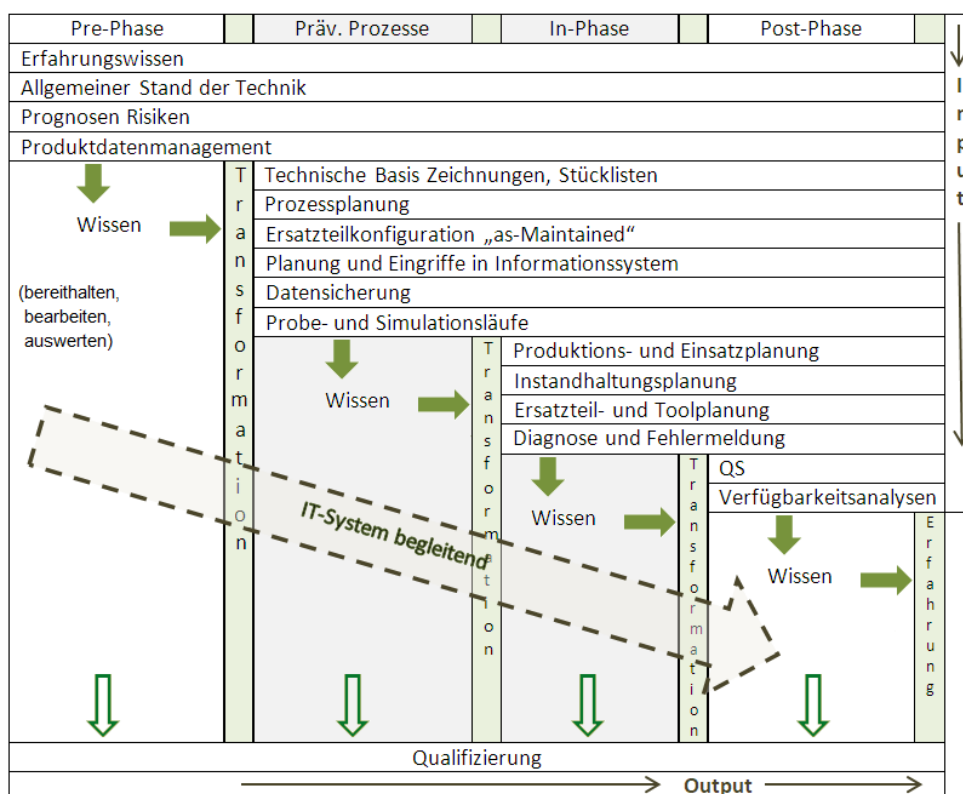 Pre-Phase
Präv. Prozesse
In-Phase
Post-Phase
Input
Erfahrungswissen
Allgemeiner Stand der Technik
Prognosen Risiken
Produktdatenmanagement
Wissen
(bereithalten,
bearbeiten,
auswerten)
Transformation
Technische Basis Zeichnungen, Stücklisten
Prozessplanung
Ersatzteilkonfiguration „as-Maintained“
Planung und Eingriffe in Informationssystem
Datensicherung
Probe- und Simulationsläufe
Wissen
Transformation
Produktions- und Einsatzplanung
Instandhaltungsplanung
Ersatzteil- und Toolplanung
Diagnose und Fehlermeldung
Wissen
Transformation
QS
Verfügbarkeitsanalysen
Wissen
Erfahrung
IT-System begleitend
Qualifizierung
Output